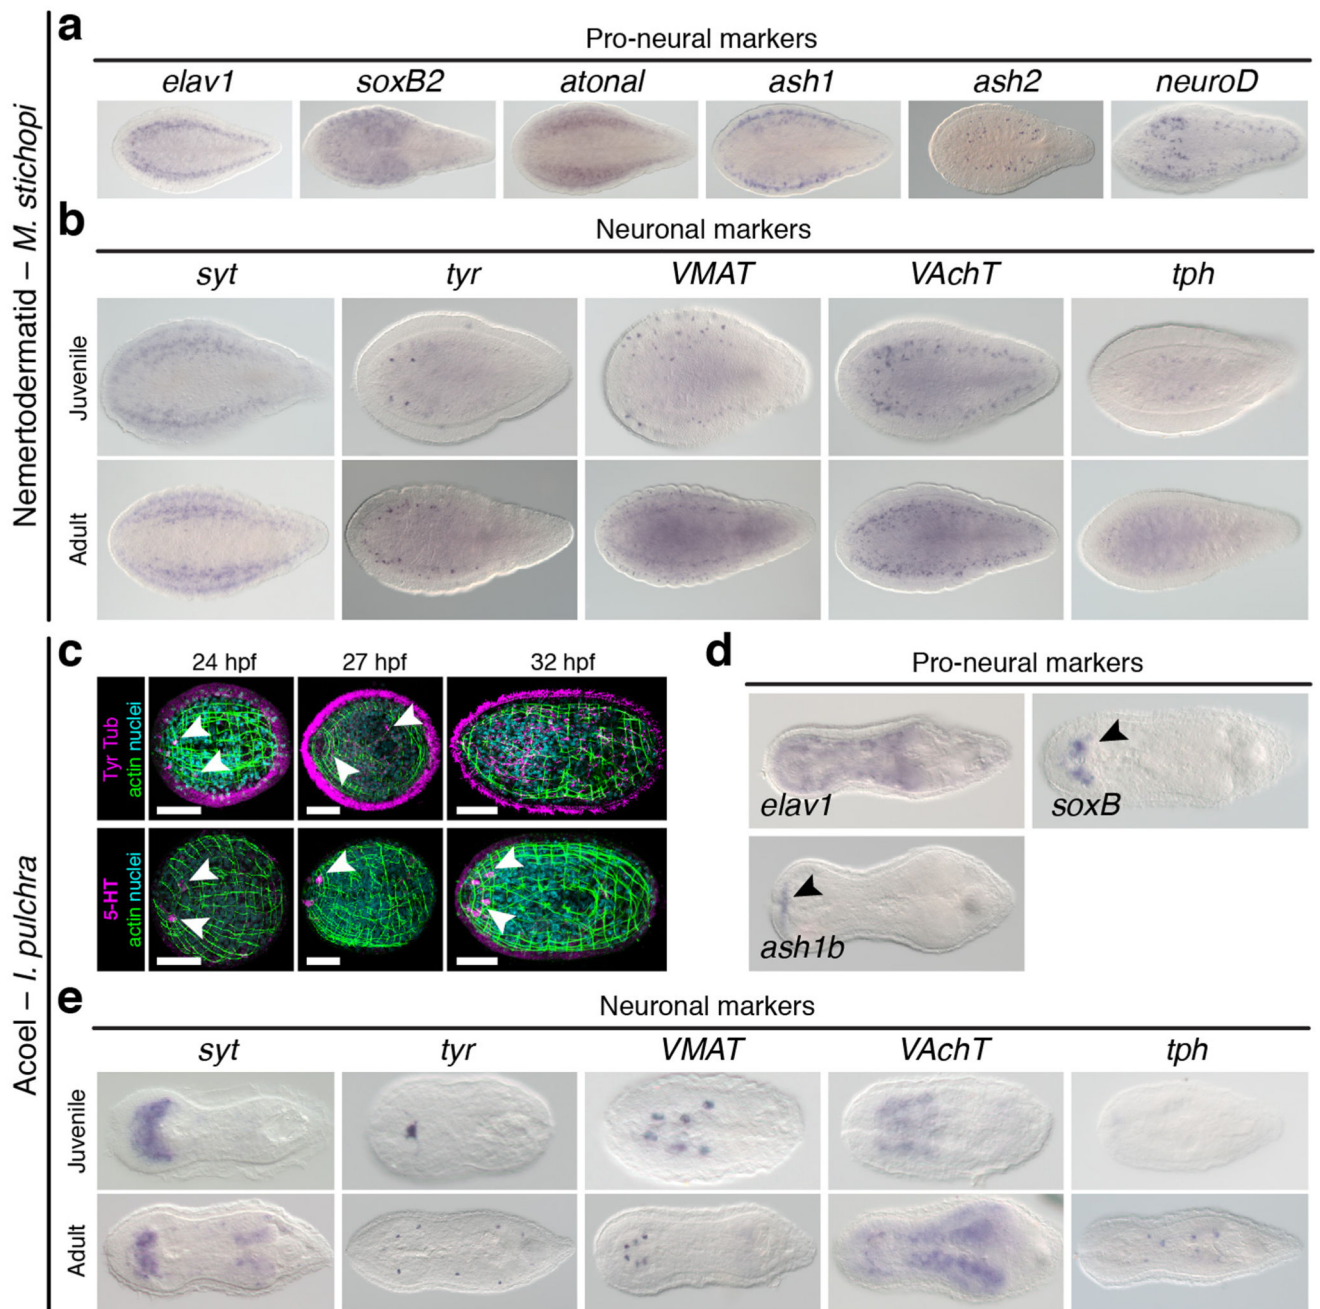 Nemertodermatid – M. stichopi
a
Pro-neural markers
elav1 soxB2 atonal ash1 ash2 neuroD
b
Neuronal markers
syt tyr VMAT VAchT tph
Juvenile
Adult
Acoel – I. pulchra
c
24 hpf 27 hpf 32 hpf
Tyr Tub
actin nuclei
5-HT
actin nuclei
d
Pro-neural markers
elav1
soxB
ash1b
e
Neuronal markers
syt tyr VMAT VAchT tph
Juvenile
Adult